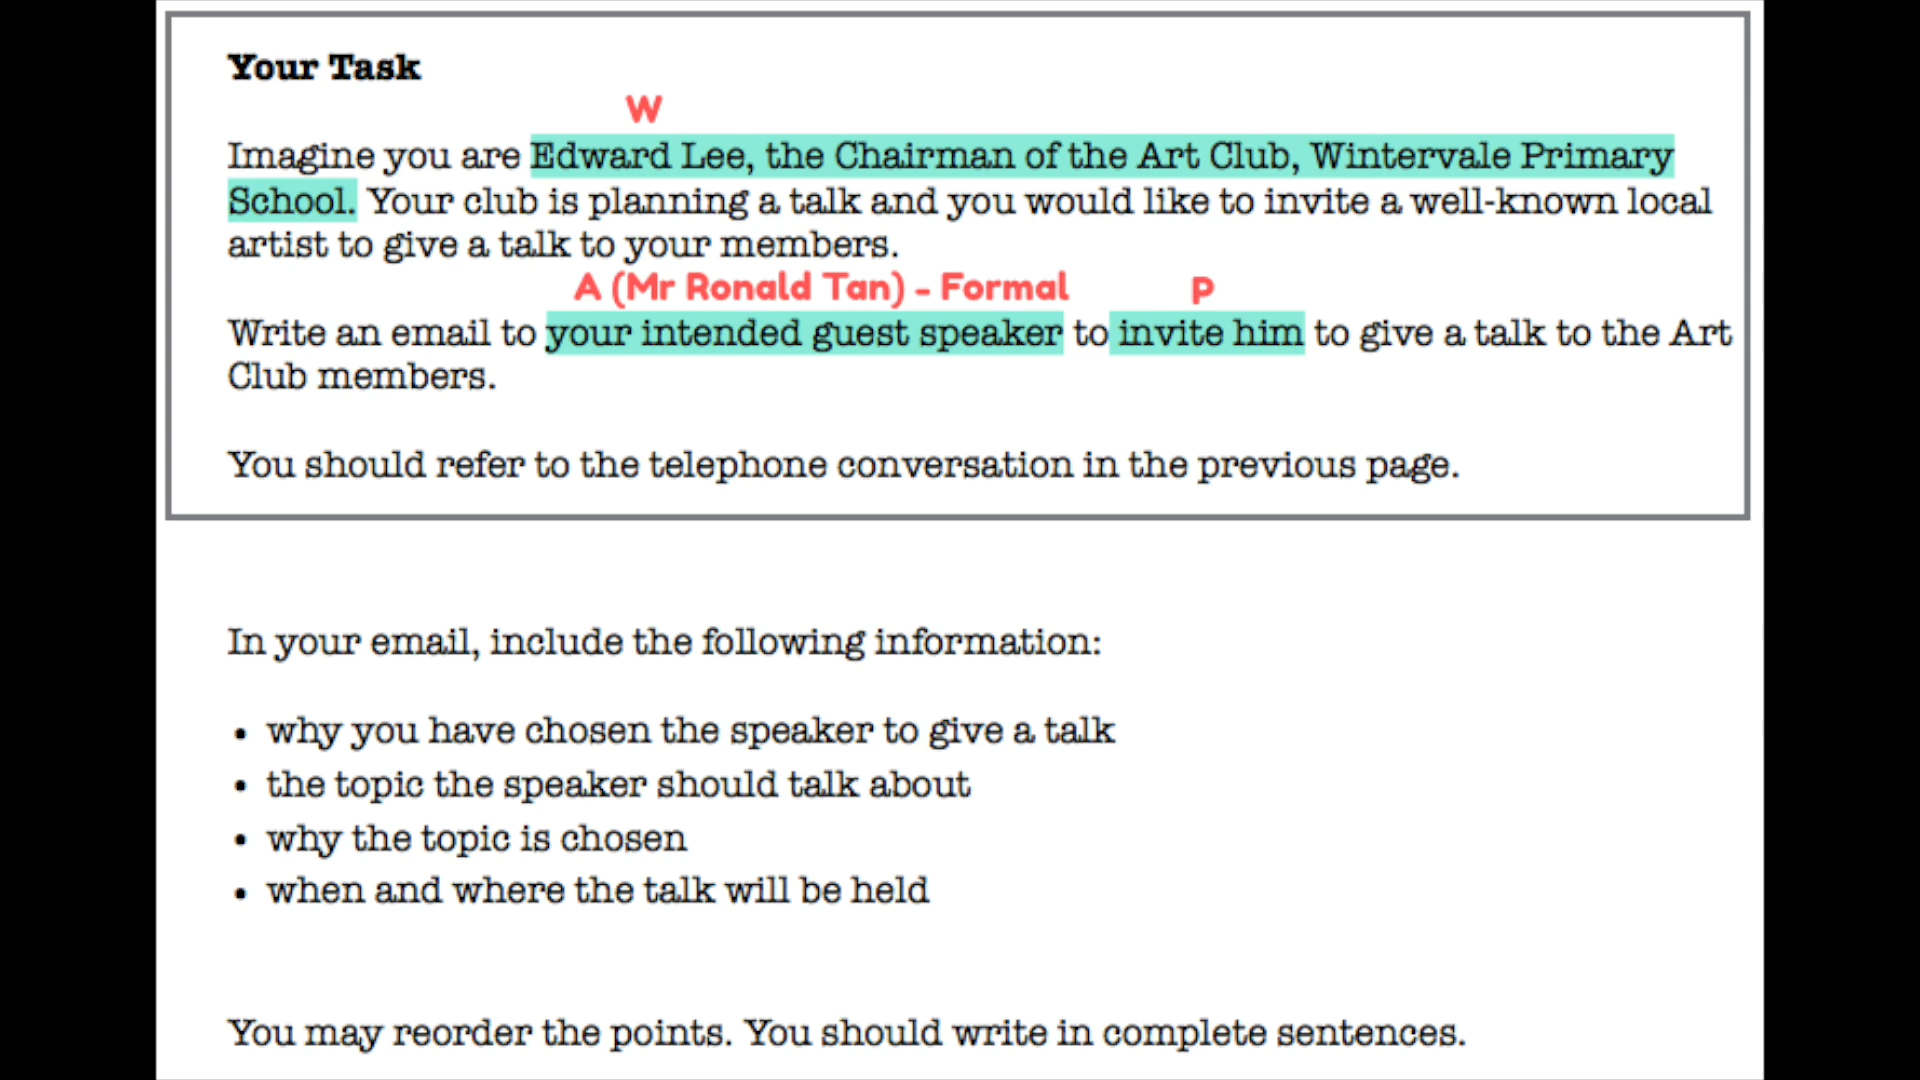 Your Task
W
Imagine you are Edward Lee, the Chairman of the Art Club, Wintervale Primary
School. Your club is planning a talk and you would like to invite a well-known local
artist to give a talk to your members.
A (Mr Ronald Tan) - Formal P
Write an email to your intended guest speaker to invite him to give a talk to the Art
Club members.
You should refer to the telephone conversation in the previous page.
In your email, include the following information:
• why you have chosen the speaker to give a talk
• the topic the speaker should talk about
• why the topic is chosen
• when and where the talk will be held
You may reorder the points. You should write in complete sentences.